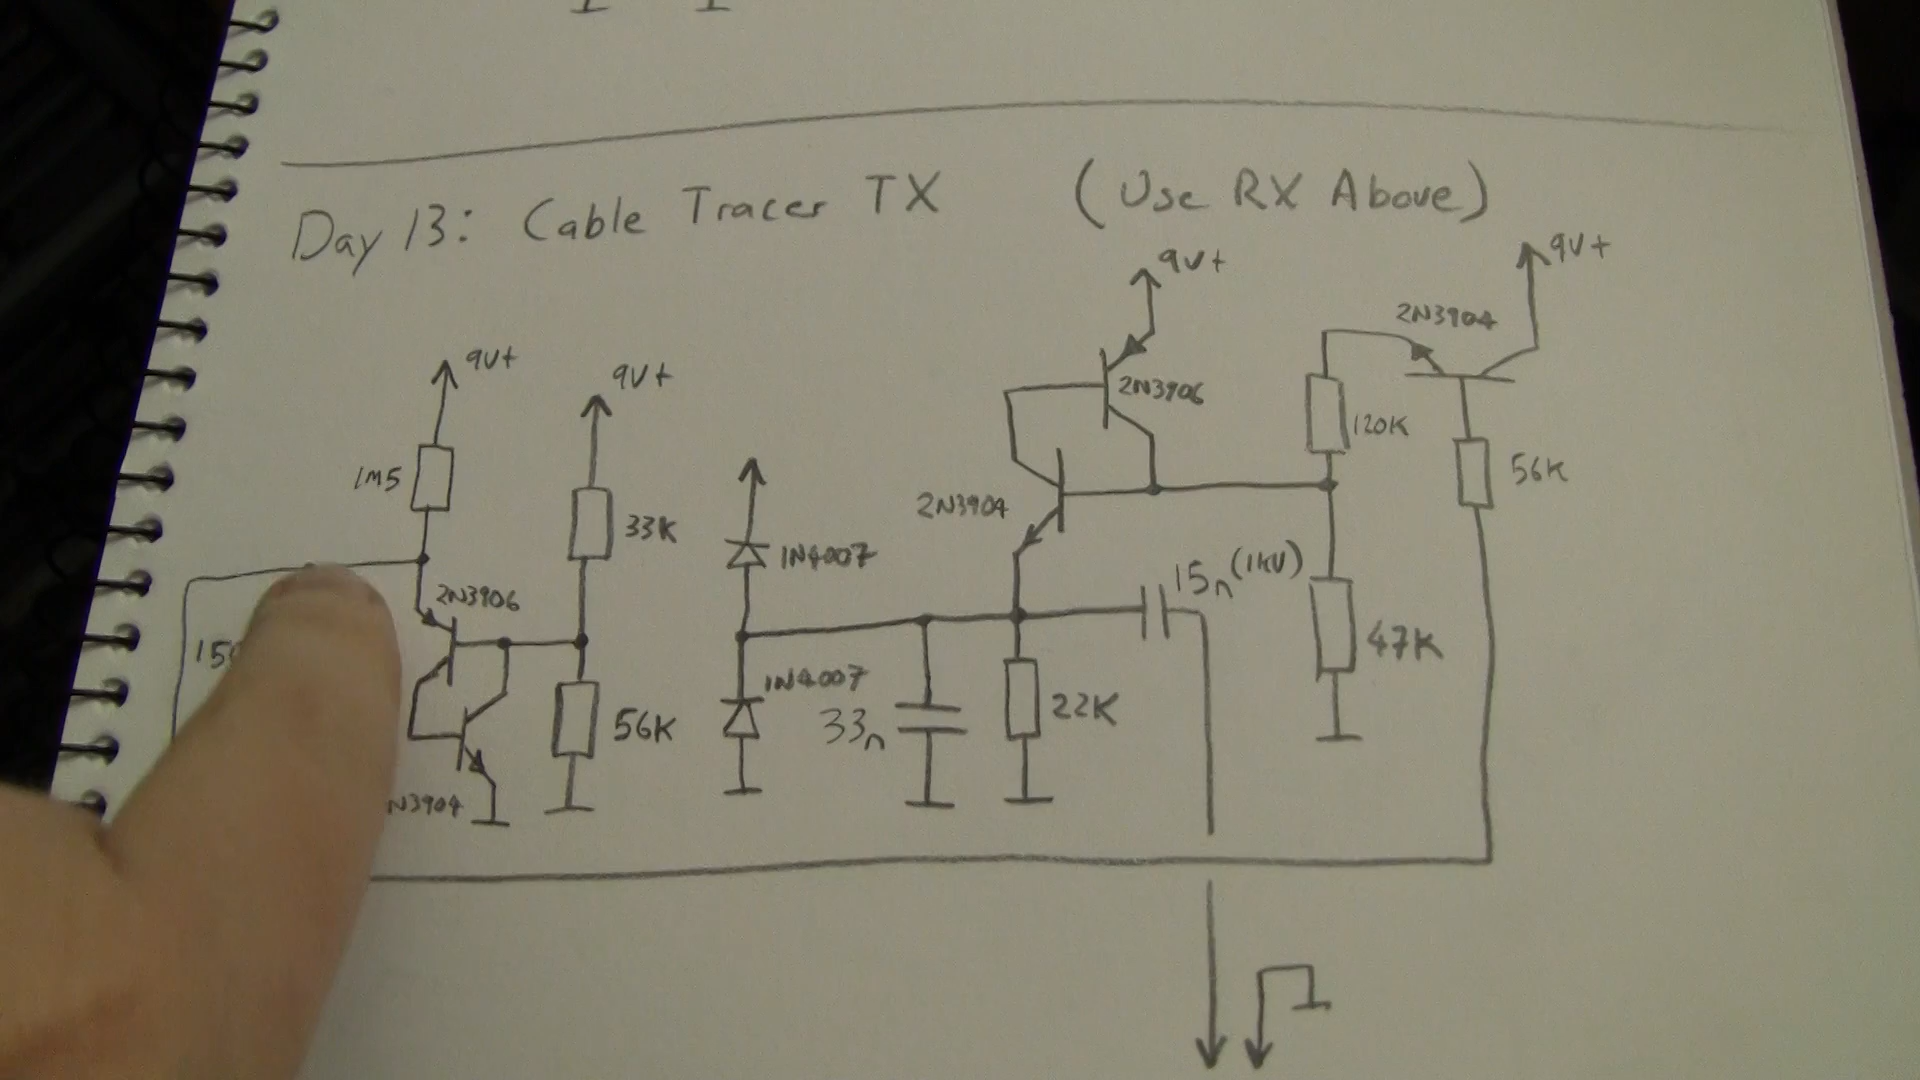 Day 13: Cable Tracer TX (Use RX Above)
9V+
9V+
2N3904
9V+
9V+
2N3906
120K
1M5
56K
2N3904
33K
1N4007
15n (1kV)
2N3906
47K
1N4007
22K
56K
33n